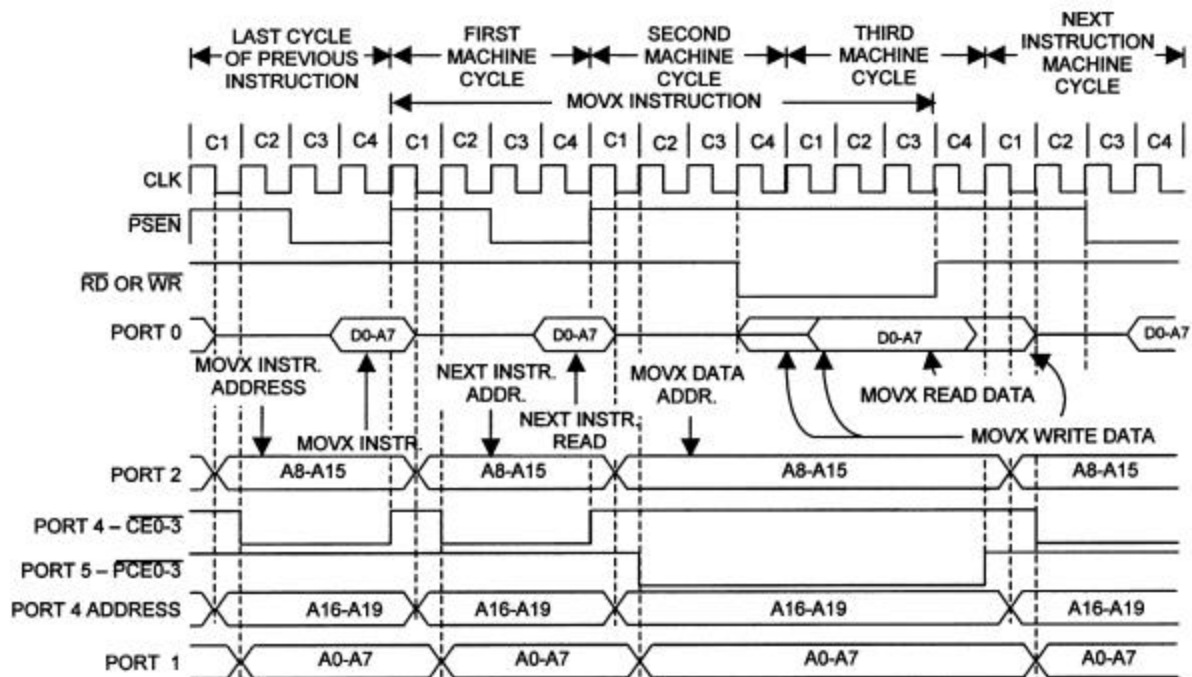 LAST CYCLE
OF PREVIOUS
INSTRUCTION
FIRST
MACHINE
CYCLE
SECOND
MACHINE
CYCLE
THIRD
MACHINE
CYCLE
NEXT
INSTRUCTION
MACHINE
CYCLE
MOVX INSTRUCTION
C1 C2 C3 C4 C1 C2 C3 C4 C1 C2 C3 C4 C1 C2 C3 C4 C1 C2 C3 C4
CLK
PSEN
RD OR WR
PORT 0 D0-A7 D0-A7 D0-A7 D0-A7
MOVX INSTR.
ADDRESS
MOVX INSTR.
NEXT INSTR.
ADDR.
NEXT INSTR.
READ
MOVX DATA
ADDR.
MOVX READ DATA
MOVX WRITE DATA
PORT 2 A8-A15 A8-A15 A8-A15 A8-A15
PORT 4 – CE0-3
PORT 5 – PCE0-3
PORT 4 ADDRESS A16-A19 A16-A19 A16-A19 A16-A19
PORT 1 A0-A7 A0-A7 A0-A7 A0-A7